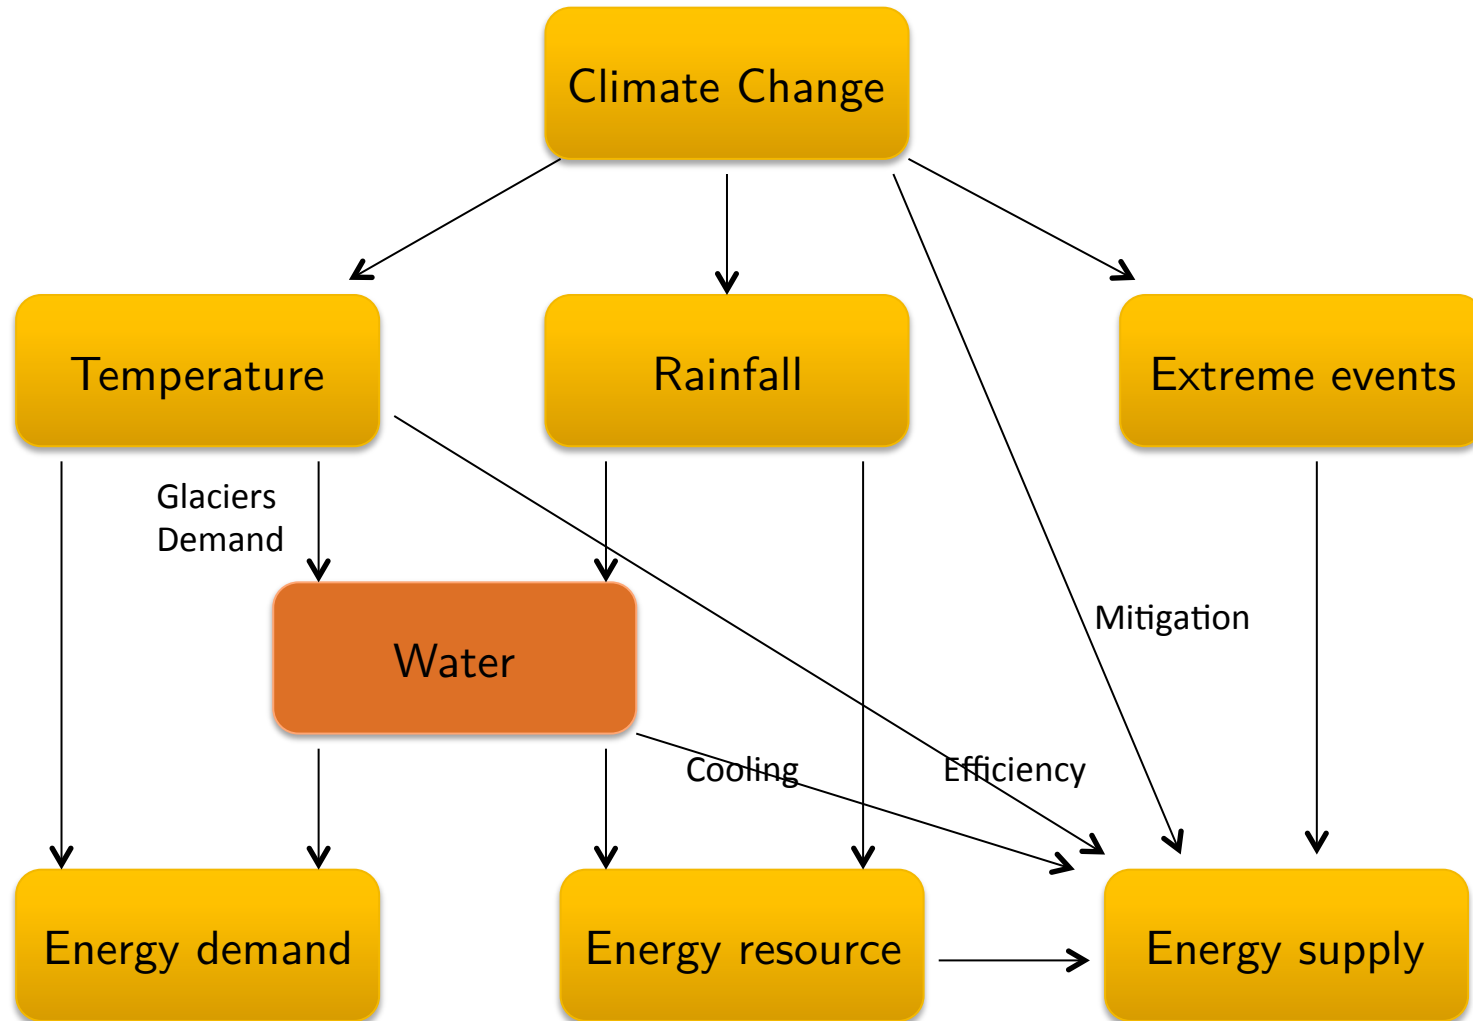 Climate Change
Temperature
Rainfall
Extreme events
Glaciers
Demand
Mitigation
Water
Cooling
Efficiency
Energy demand
Energy resource
Energy supply